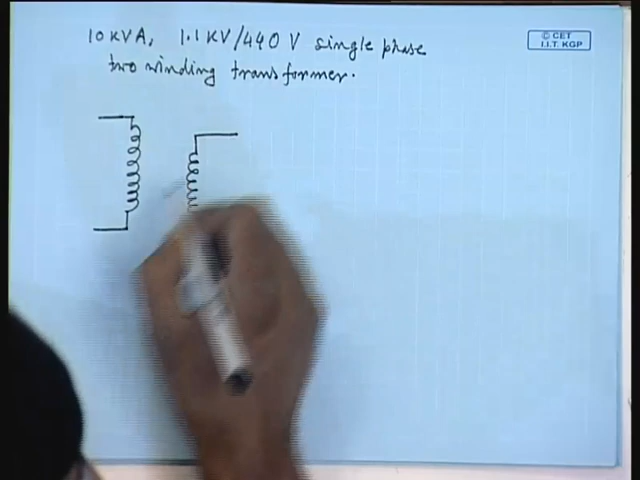 10 KVA, 1.1 KV/440 V single phase
two winding transformer.
© CET
I.I.T. KGP